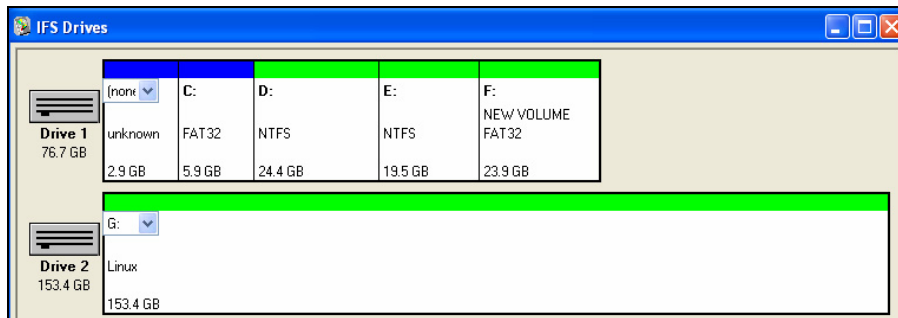 IFS Drives
Drive 1
76.7 GB
(none
unknown
2.9 GB
C:
FAT32
5.9 GB
D:
NTFS
24.4 GB
E:
NTFS
19.5 GB
F:
NEW VOLUME
FAT32
23.9 GB
Drive 2
153.4 GB
G:
Linux
153.4 GB